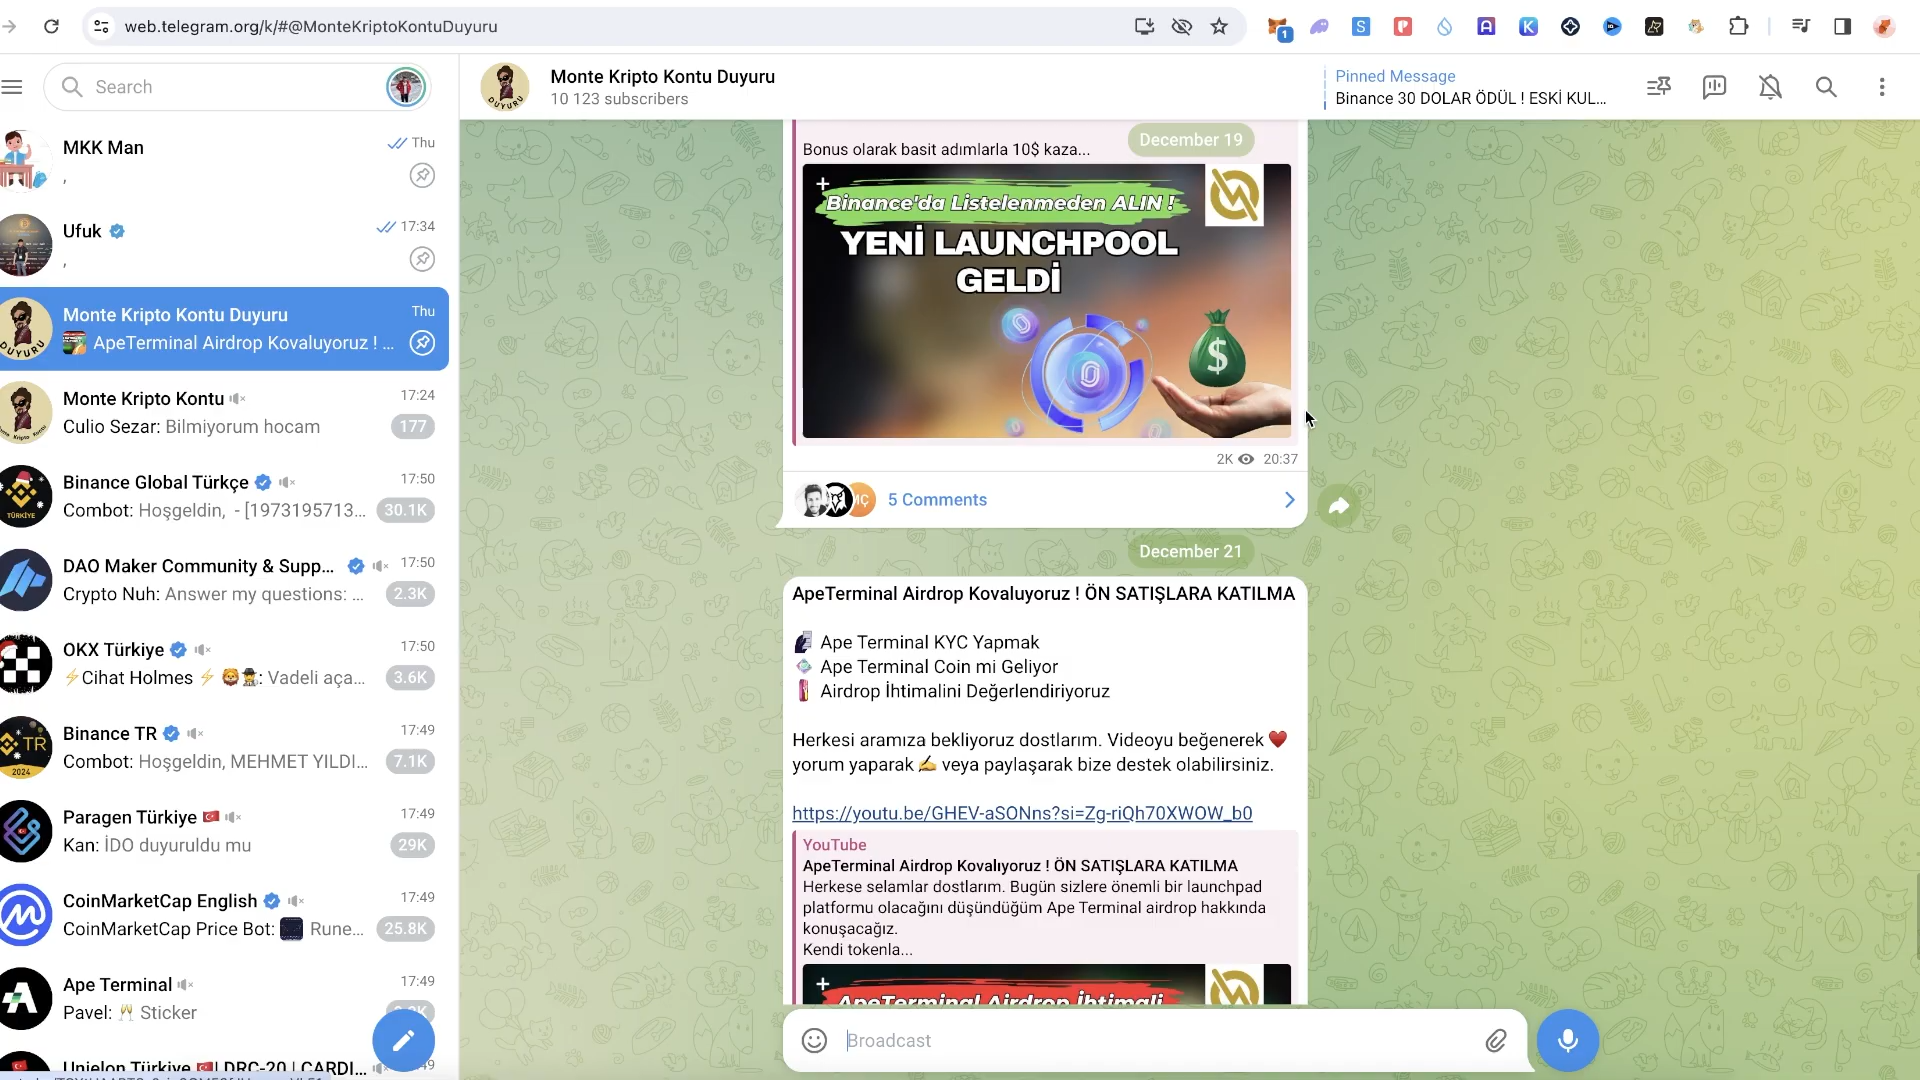 web.telegram.org/k/#@MonteKriptoKontuDuyuru
1
Search
MKK Man
Thu
,
Ufuk
17:34
,
Monte Kripto Kontu Duyuru
Thu
ApeTerminal Airdrop Kovaluyoruz ! ...
Monte Kripto Kontu
17:24
Culio Sezar: Bilmiyorum hocam
177
Binance Global Türkçe
17:50
Combot: Hoşgeldin, - [1973195713...
30.1K
DAO Maker Community & Supp...
17:50
Crypto Nuh: Answer my questions: ...
2.3K
OKX Türkiye
17:50
⚡Cihat Holmes ⚡ 🦁🕵: Vadeli aça...
3.6K
Binance TR
17:49
Combot: Hoşgeldin, MEHMET YILDI...
7.1K
Paragen Türkiye 🇹🇷
17:49
Kan: İDO duyuruldu mu
29K
CoinMarketCap English
17:49
CoinMarketCap Price Bot: Rune...
25.8K
Ape Terminal
17:49
Pavel: 🥂 Sticker
Unielon Türkiye 🇹🇷| DRC-20 | CARDI...
Monte Kripto Kontu Duyuru
10 123 subscribers
Pinned Message
Binance 30 DOLAR ÖDÜL ! ESKİ KUL...
December 19
Bonus olarak basit adımlarla 10$ kaza...
Binance'da Listelenmeden ALIN !
YENİ LAUNCHPOOL
GELDİ
2K 20:37
5 Comments
December 21
ApeTerminal Airdrop Kovaluyoruz ! ÖN SATIŞLARA KATILMA
Ape Terminal KYC Yapmak
Ape Terminal Coin mi Geliyor
Airdrop İhtimalini Değerlendiriyoruz
Herkesi aramıza bekliyoruz dostlarım. Videoyu beğenerek ♥
yorum yaparak ✍ veya paylaşarak bize destek olabilirsiniz.
https://youtu.be/GHEV-aSONns?si=Zg-riQh70XWOW_b0
YouTube
ApeTerminal Airdrop Kovalıyoruz ! ÖN SATIŞLARA KATILMA
Herkese selamlar dostlarım. Bugün sizlere önemli bir launchpad
platformu olacağını düşündüğüm Ape Terminal airdrop hakkında
konuşacağız.
Kendi tokenla...
ApeTerminal Airdrop İhtimali
Broadcast